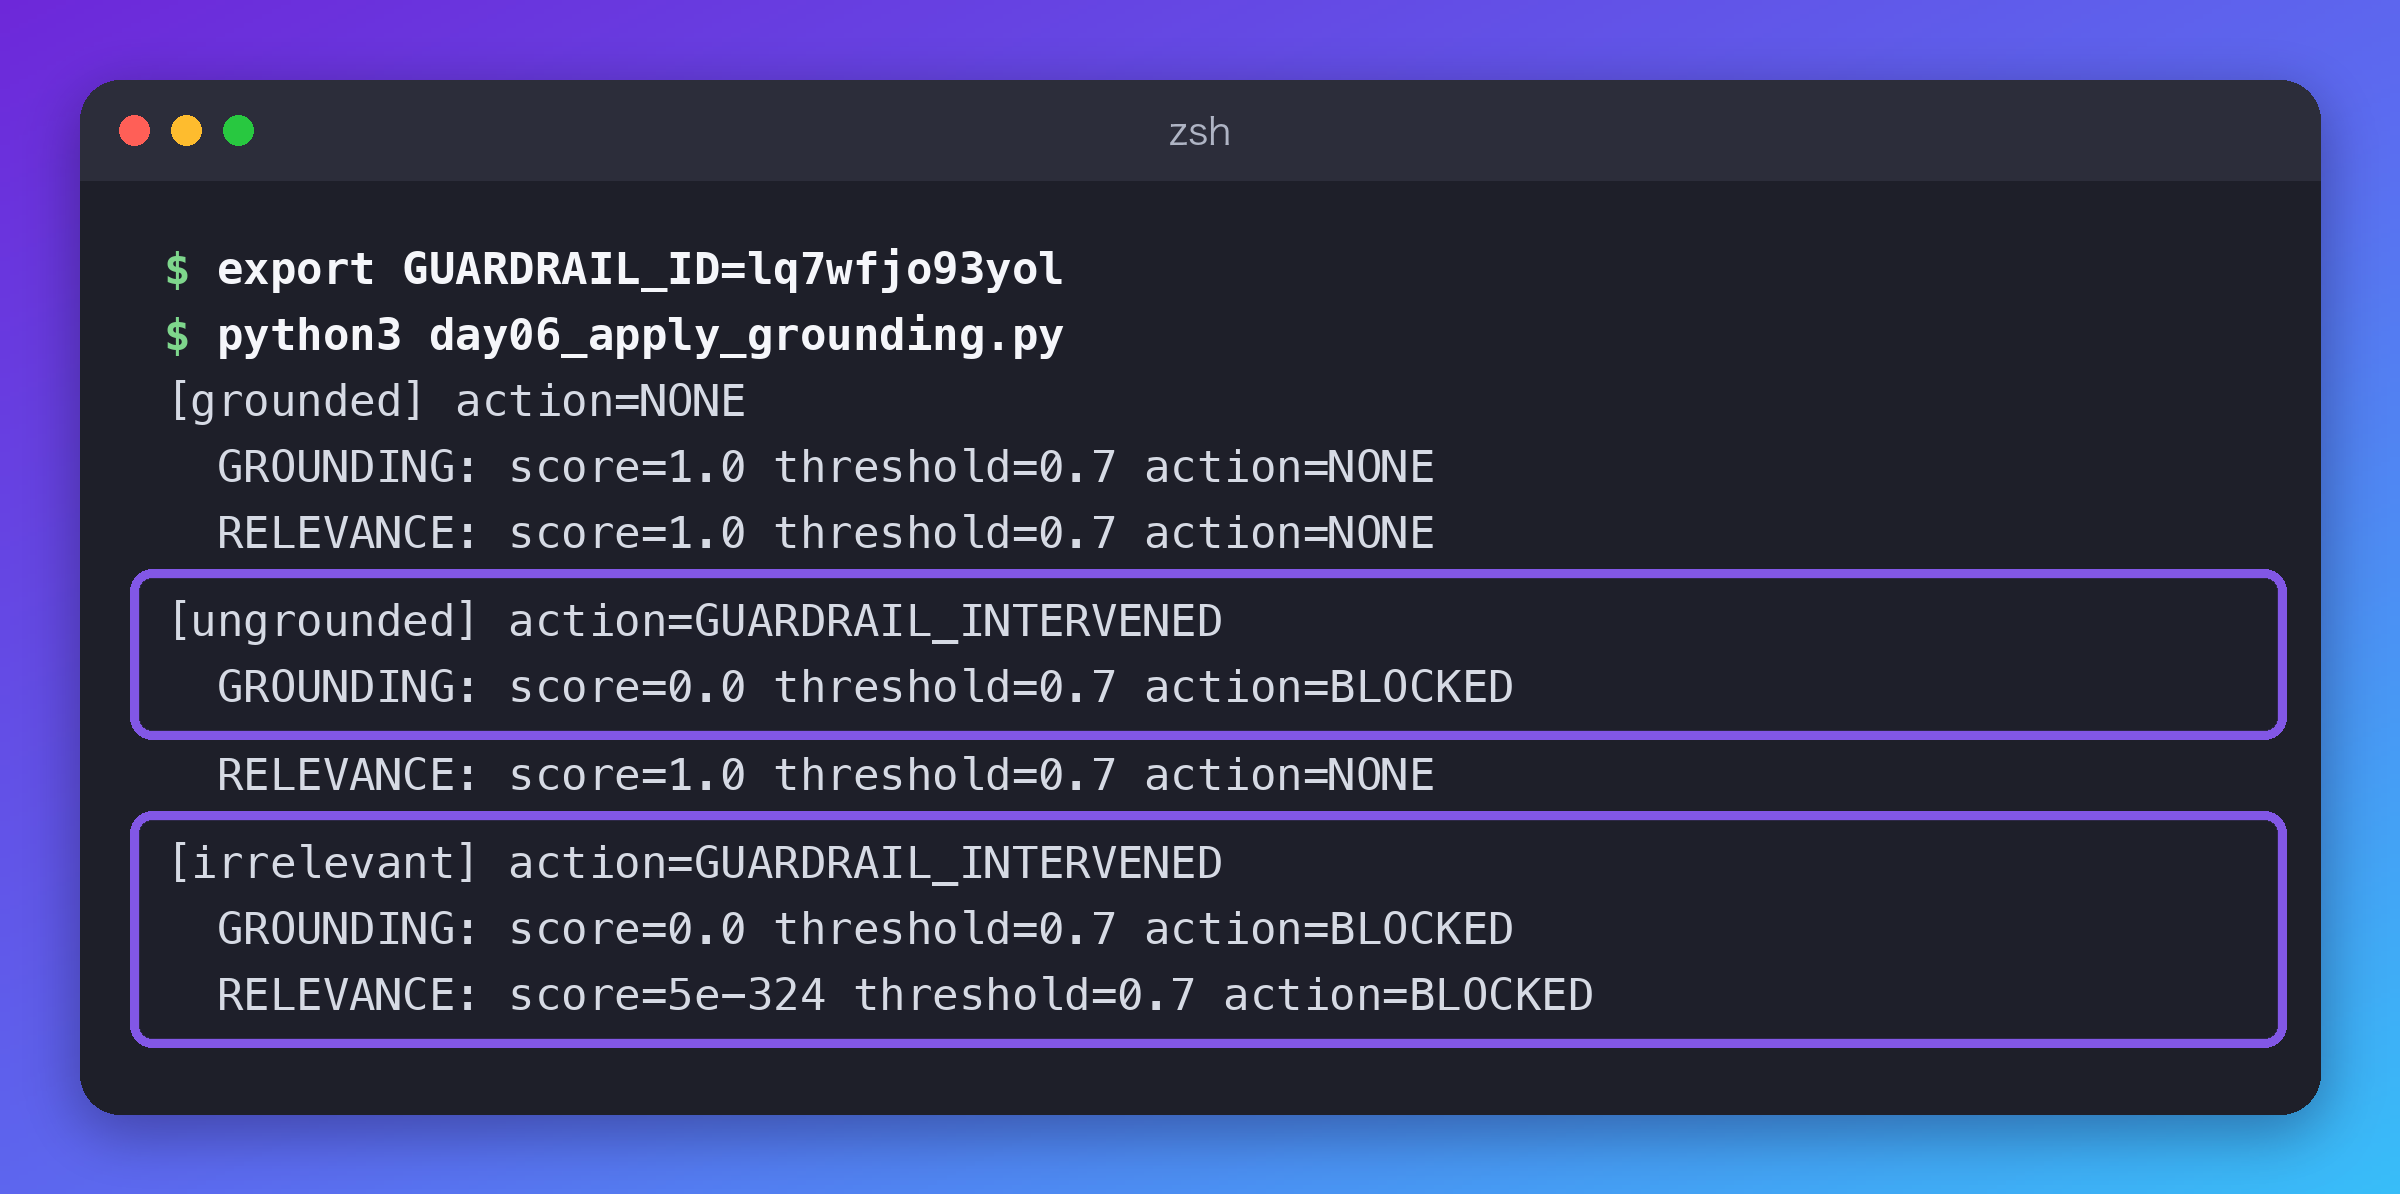 zsh
$ export GUARDRAIL_ID=lq7wfjo93yol
$ python3 day06_apply_grounding.py
[grounded] action=NONE
  GROUNDING: score=1.0 threshold=0.7 action=NONE
  RELEVANCE: score=1.0 threshold=0.7 action=NONE
[ungrounded] action=GUARDRAIL_INTERVENED
  GROUNDING: score=0.0 threshold=0.7 action=BLOCKED
  RELEVANCE: score=1.0 threshold=0.7 action=NONE
[irrelevant] action=GUARDRAIL_INTERVENED
  GROUNDING: score=0.0 threshold=0.7 action=BLOCKED
  RELEVANCE: score=5e-324 threshold=0.7 action=BLOCKED